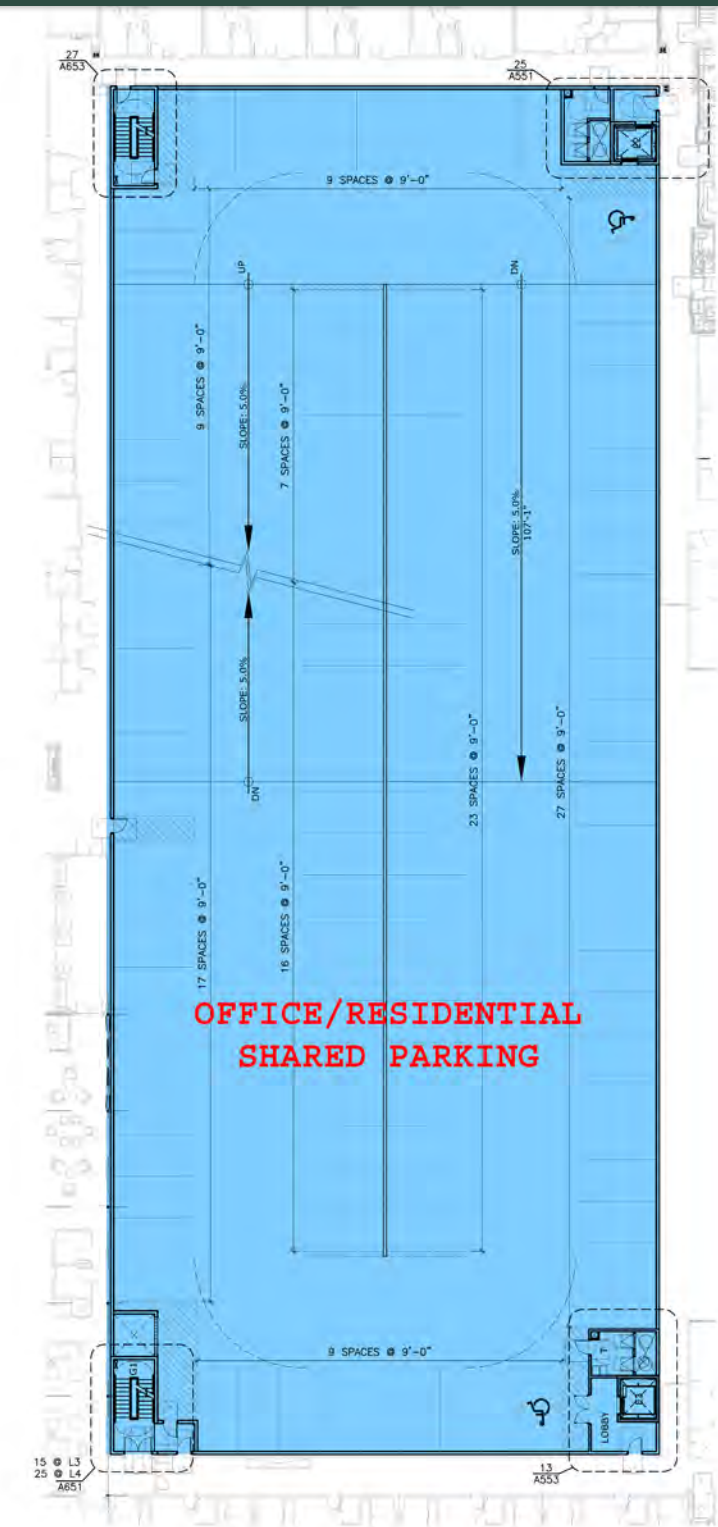 27
A653
25
A551
P2
9 SPACES @ 9'-0"
UP
DN
9 SPACES @ 9'-0"
SLOPE: 5.0%
7 SPACES @ 9'-0"
SLOPE: 5.0%
107'-1"
SLOPE: 5.0%
DN
23 SPACES @ 9'-0"
27 SPACES @ 9'-0"
17 SPACES @ 9'-0"
16 SPACES @ 9'-0"
OFFICE/RESIDENTIAL
SHARED PARKING
9 SPACES @ 9'-0"
G1
T
LOBBY
15 @ L3
25 @ L4
A651
13
A553